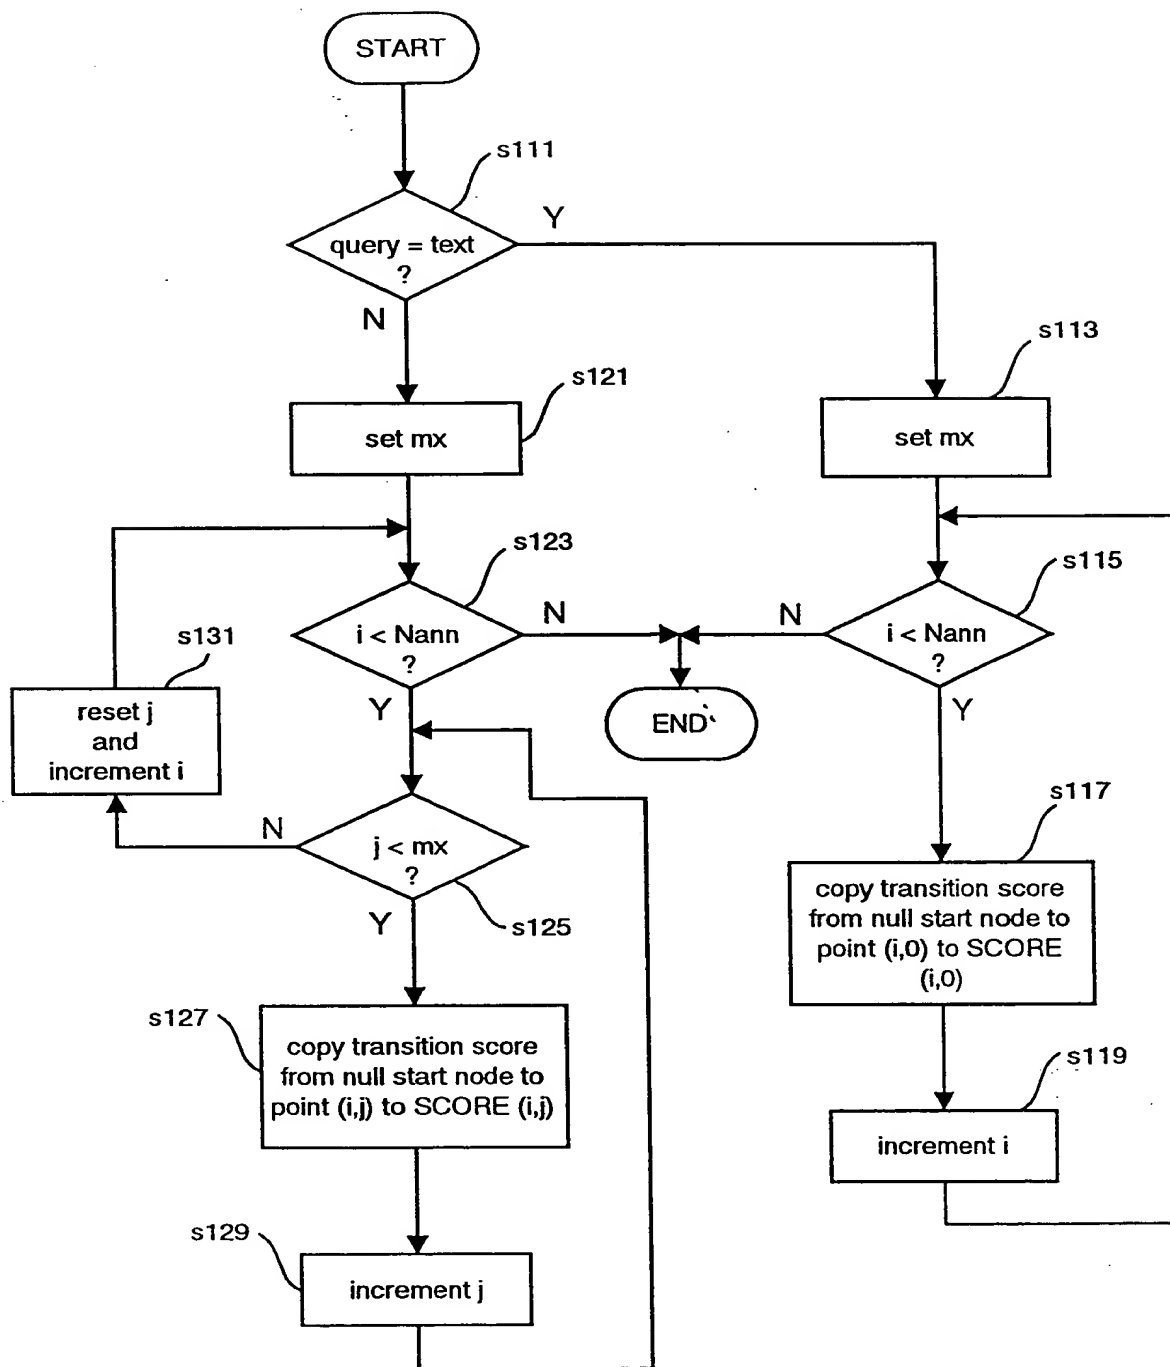 START
s111
Y
query = text
?
N
s113
s121
set mx
set mx
s123
s115
s131
i < Nann
?
N
N
i < Nann
?
reset j
and
increment i
Y
END
Y
s117
N
j < mx
?
s125
Y
copy transition score
from null start node to
point (i,0) to SCORE
(i,0)
s127
copy transition score
from null start node to
point (i,j) to SCORE (i,j)
s119
increment i
s129
increment j